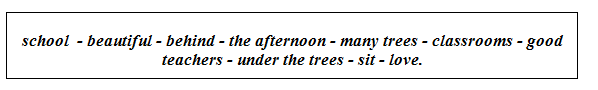 school - beautiful - behind - the afternoon - many trees - classrooms - good
teachers - under the trees - sit - love.